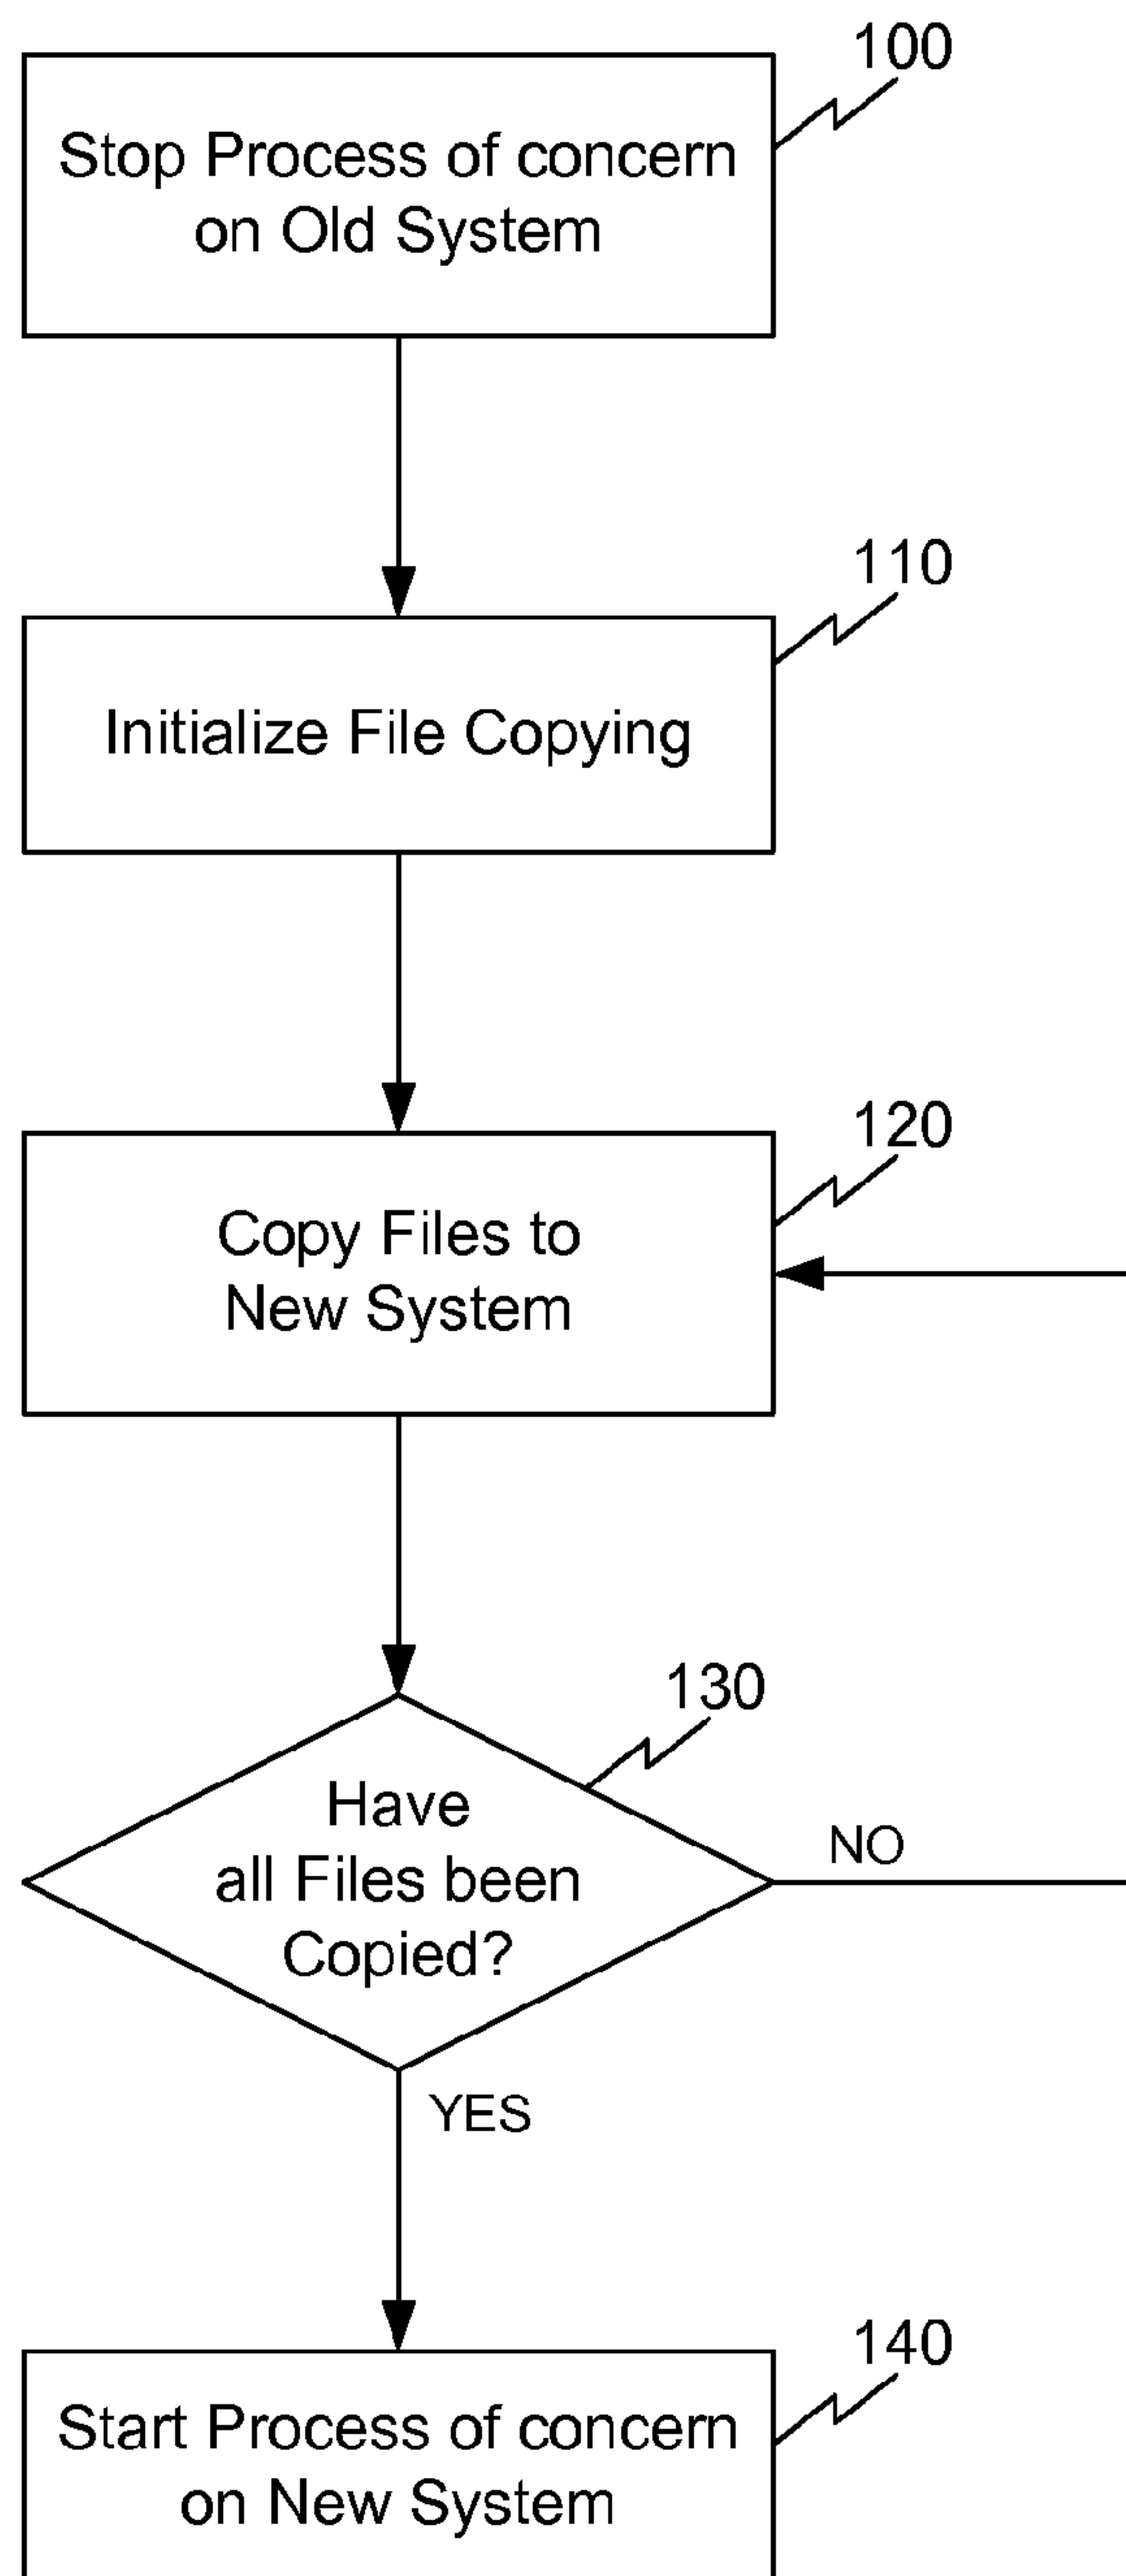 100
Stop Process of concern
on Old System
110
Initialize File Copying
120
Copy Files to
New System
130
Have
all Files been
Copied?
NO
YES
140
Start Process of concern
on New System